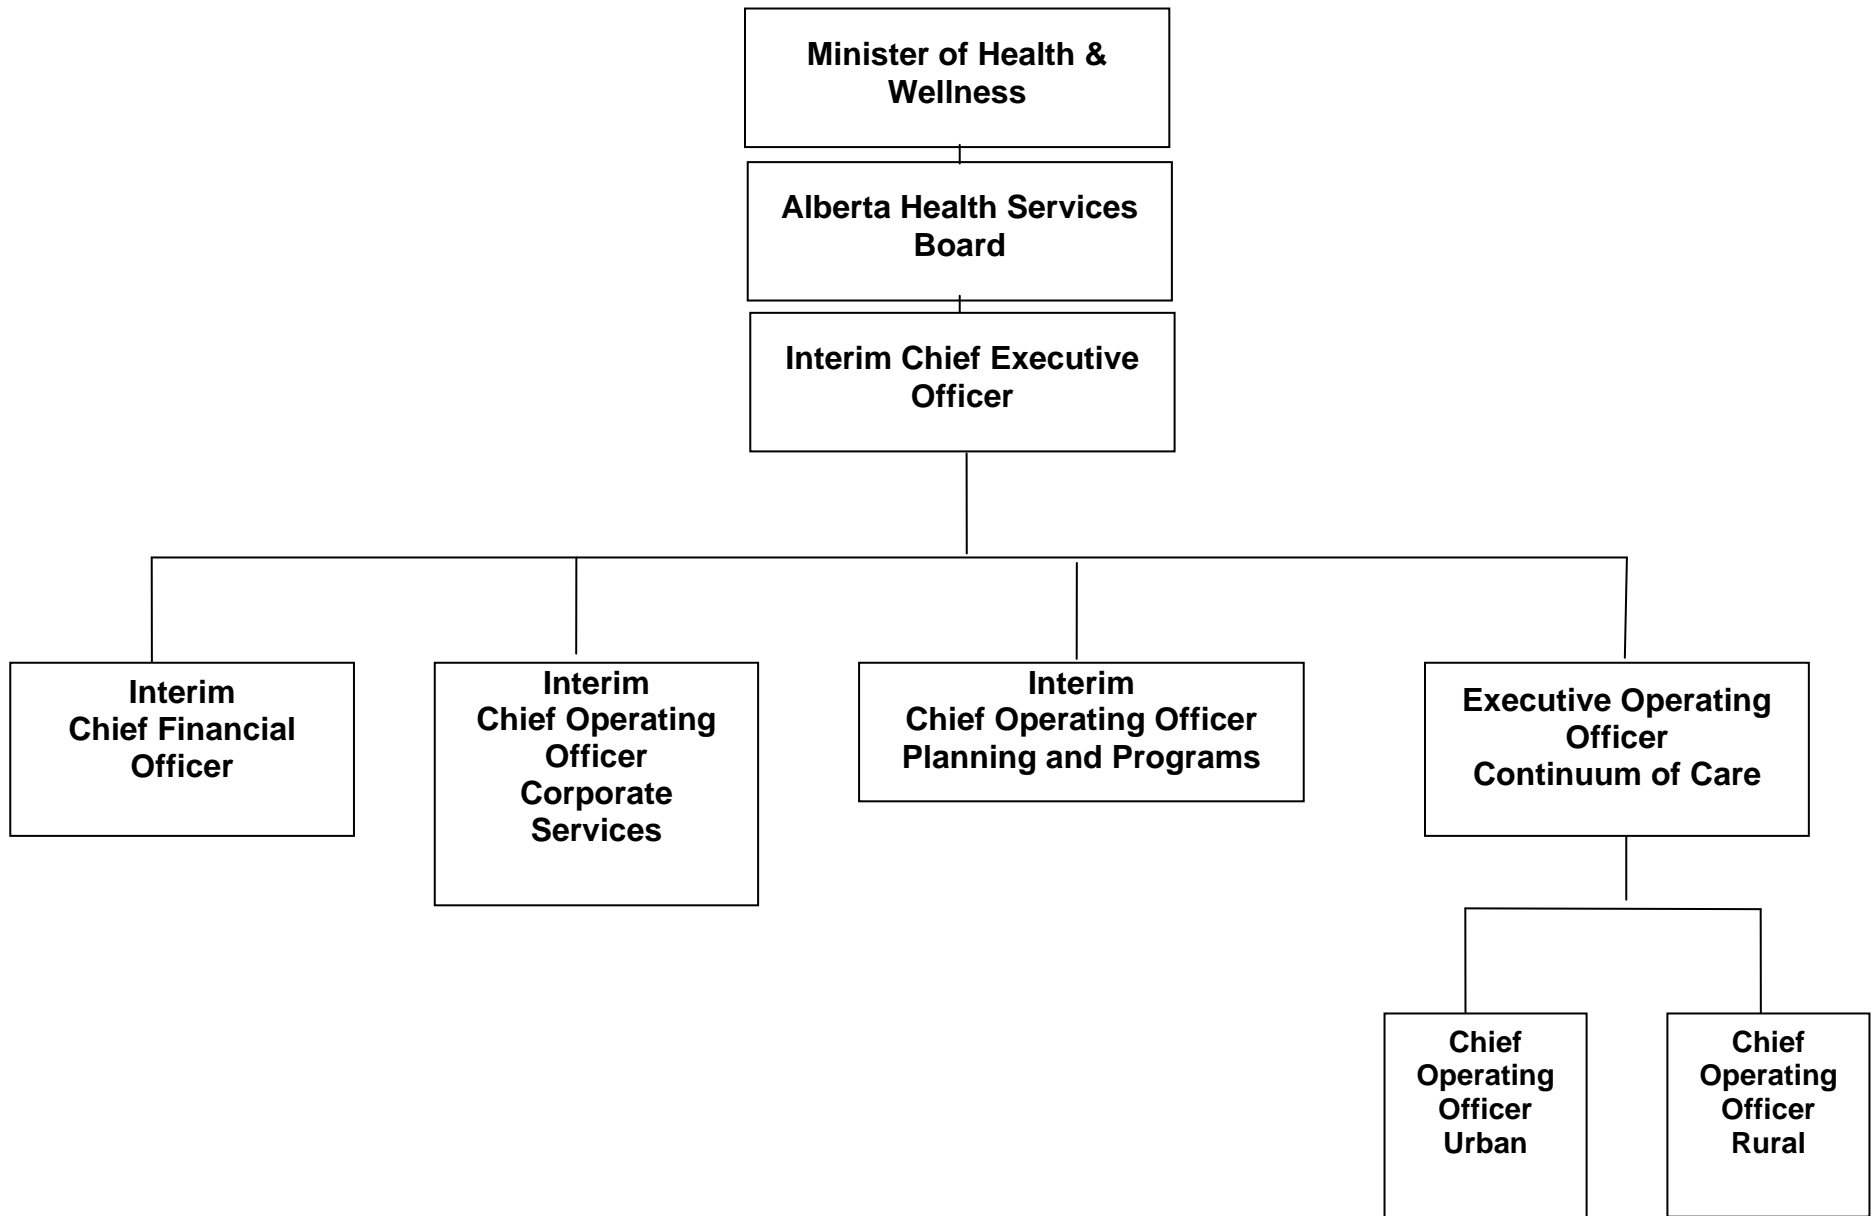 Minister of Health &
Wellness
Alberta Health Services
Board
Interim Chief Executive
Officer
Interim
Chief Financial
Officer
Interim
Chief Operating
Officer
Corporate
Services
Interim
Chief Operating Officer
Planning and Programs
Executive Operating
Officer
Continuum of Care
Chief
Operating
Officer
Urban
Chief
Operating
Officer
Rural